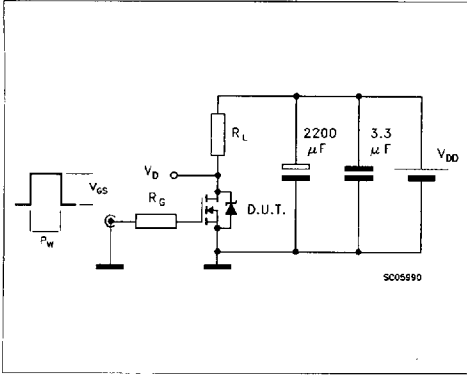 R_L
2200
μF
3.3
μF
V_DD
V_D
V_GS
R_G
D.U.T.
P_W
SC05990